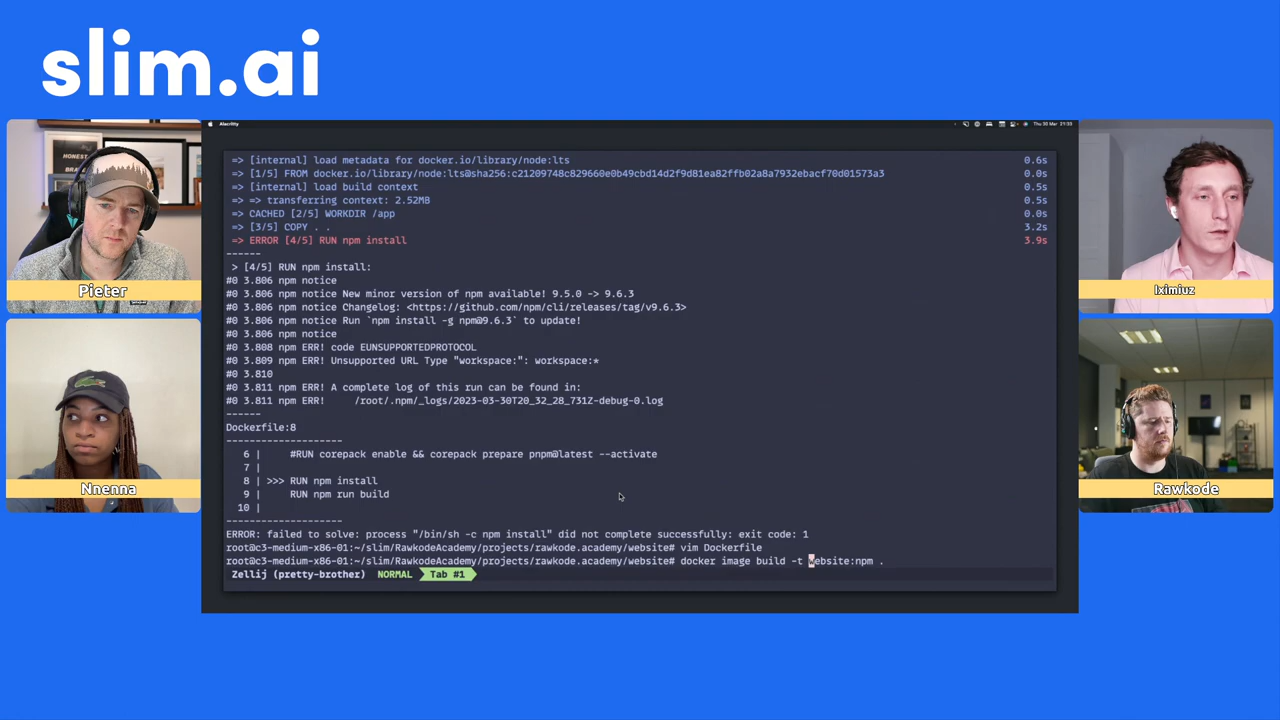 slim.ai
Alacritty
Thu 30 Mar 21:33
=> [internal] load metadata for docker.io/library/node:lts 0.6s
=> [1/5] FROM docker.io/library/node:lts@sha256:c21209748c829660e0b49cbd14d2f9d81ea82ffb02a8a7932ebacf70d01573a3 0.0s
=> [internal] load build context 0.5s
=> => transferring context: 2.52MB 0.5s
=> CACHED [2/5] WORKDIR /app 0.0s
=> [3/5] COPY . . 3.2s
=> ERROR [4/5] RUN npm install 3.9s
------
> [4/5] RUN npm install:
#0 3.806 npm notice
#0 3.806 npm notice New minor version of npm available! 9.5.0 -> 9.6.3
#0 3.806 npm notice Changelog: <https://github.com/npm/cli/releases/tag/v9.6.3>
#0 3.806 npm notice Run `npm install -g npm@9.6.3` to update!
#0 3.806 npm notice
#0 3.808 npm ERR! code EUNSUPPORTEDPROTOCOL
#0 3.809 npm ERR! Unsupported URL Type "workspace:": workspace:*
#0 3.810
#0 3.811 npm ERR! A complete log of this run can be found in:
#0 3.811 npm ERR!     /root/.npm/_logs/2023-03-30T20_32_28_731Z-debug-0.log
------
Dockerfile:8
--------------------
6 |     #RUN corepack enable && corepack prepare pnpm@latest --activate
7 |
8 | >>> RUN npm install
9 |     RUN npm run build
10 |
--------------------
ERROR: failed to solve: process "/bin/sh -c npm install" did not complete successfully: exit code: 1
root@c3-medium-x86-01:~/slim/RawkodeAcademy/projects/rawkode.academy/website# vim Dockerfile
root@c3-medium-x86-01:~/slim/RawkodeAcademy/projects/rawkode.academy/website# docker image build -t website:npm .
Zellij (pretty-brother) NORMAL Tab #1
HONEST
Pieter
Iximiuz
Nnenna
Rawkode